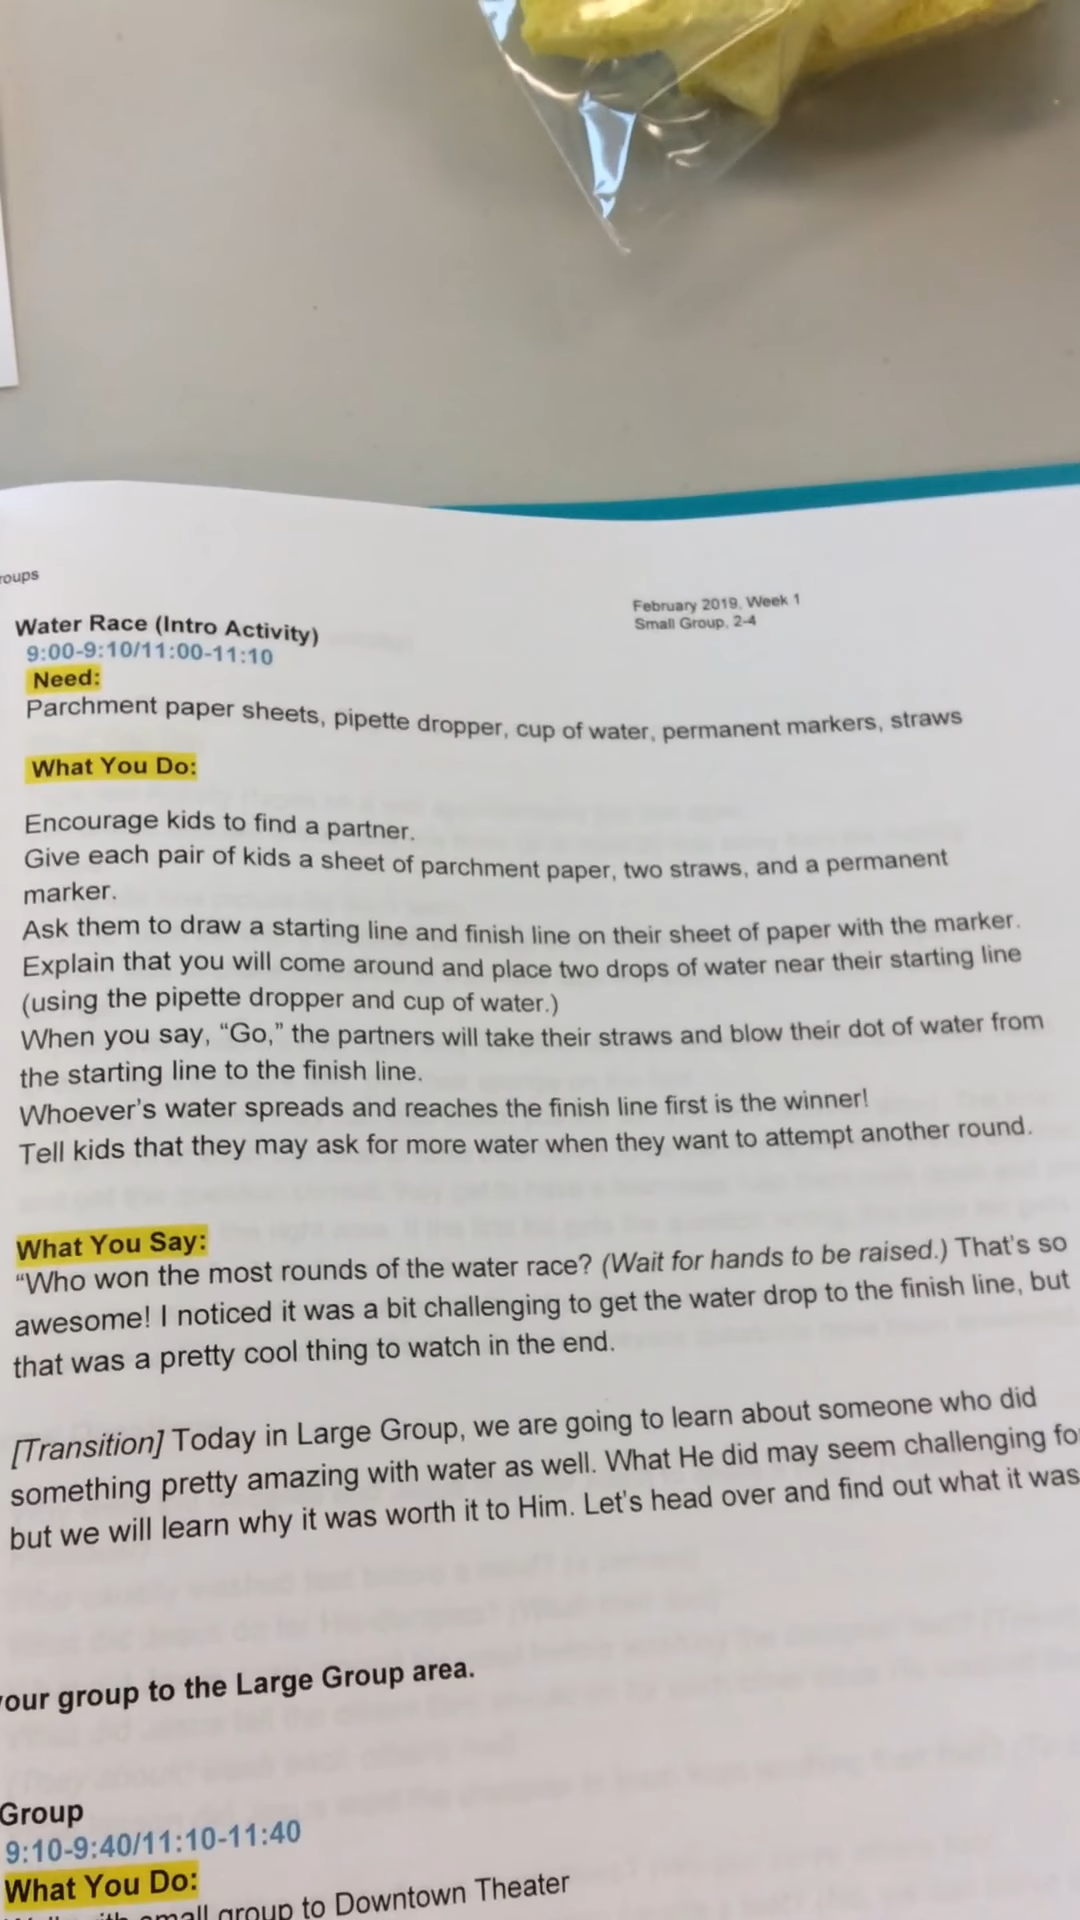 roups
February 2019, Week 1
Small Group, 2-4
Water Race (Intro Activity)
9:00-9:10/11:00-11:10
Need:
Parchment paper sheets, pipette dropper, cup of water, permanent markers, straws
What You Do:
Encourage kids to find a partner.
Give each pair of kids a sheet of parchment paper, two straws, and a permanent
marker.
Ask them to draw a starting line and finish line on their sheet of paper with the marker.
Explain that you will come around and place two drops of water near their starting line
(using the pipette dropper and cup of water.)
When you say, “Go,” the partners will take their straws and blow their dot of water from
the starting line to the finish line.
Whoever’s water spreads and reaches the finish line first is the winner!
Tell kids that they may ask for more water when they want to attempt another round.
What You Say:
“Who won the most rounds of the water race? (Wait for hands to be raised.) That’s so
awesome! I noticed it was a bit challenging to get the water drop to the finish line, but
that was a pretty cool thing to watch in the end.
[Transition] Today in Large Group, we are going to learn about someone who did
something pretty amazing with water as well. What He did may seem challenging fo
but we will learn why it was worth it to Him. Let’s head over and find out what it was
your group to the Large Group area.
Group
9:10-9:40/11:10-11:40
What You Do:
small group to Downtown Theater